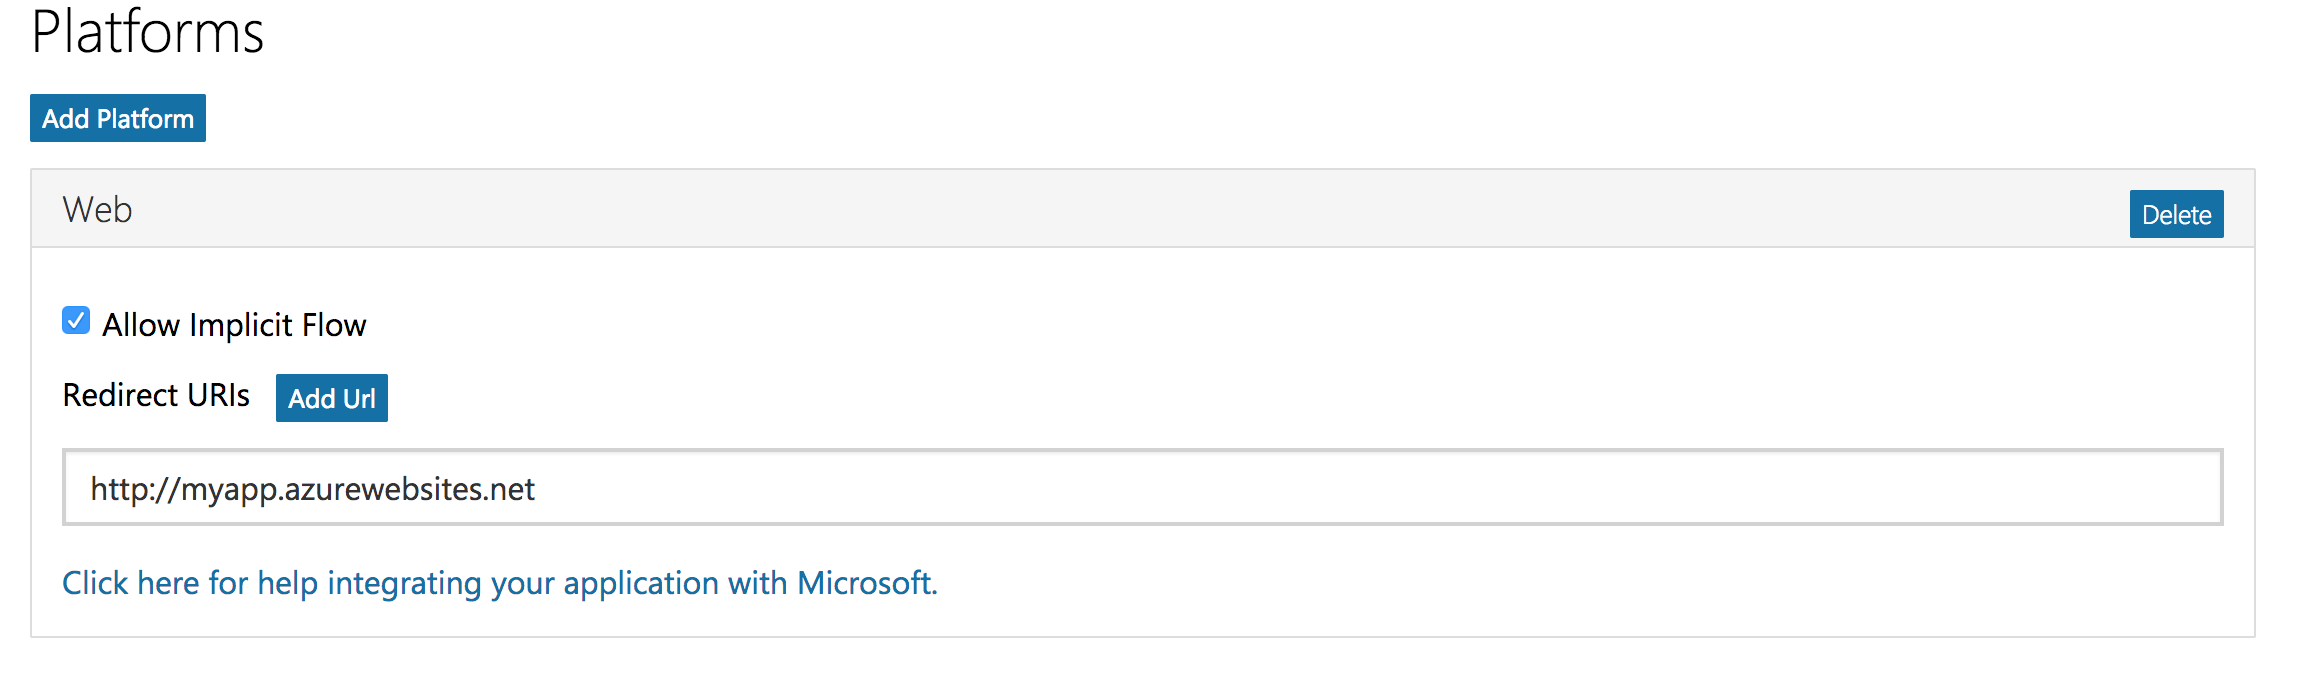 Platforms
Add Platform
Web
Delete
Allow Implicit Flow
Redirect URIs
Add Url
http://myapp.azurewebsites.net
Click here for help integrating your application with Microsoft.